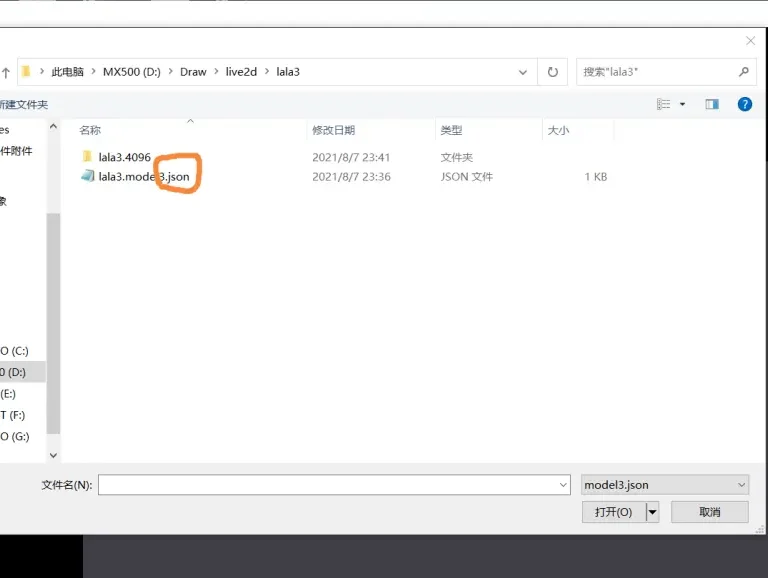 此电脑 > MX500 (D:) > Draw > live2d > lala3
搜索"lala3"
新建文件夹
名称 修改日期 类型 大小
lala3.4096 2021/8/7 23:41 文件夹
lala3.model3.json 2021/8/7 23:36 JSON 文件 1 KB
件附件
象
O (C:)
0 (D:)
(E:)
T (F:)
O (G:)
文件名(N):
model3.json
打开(O) 取消